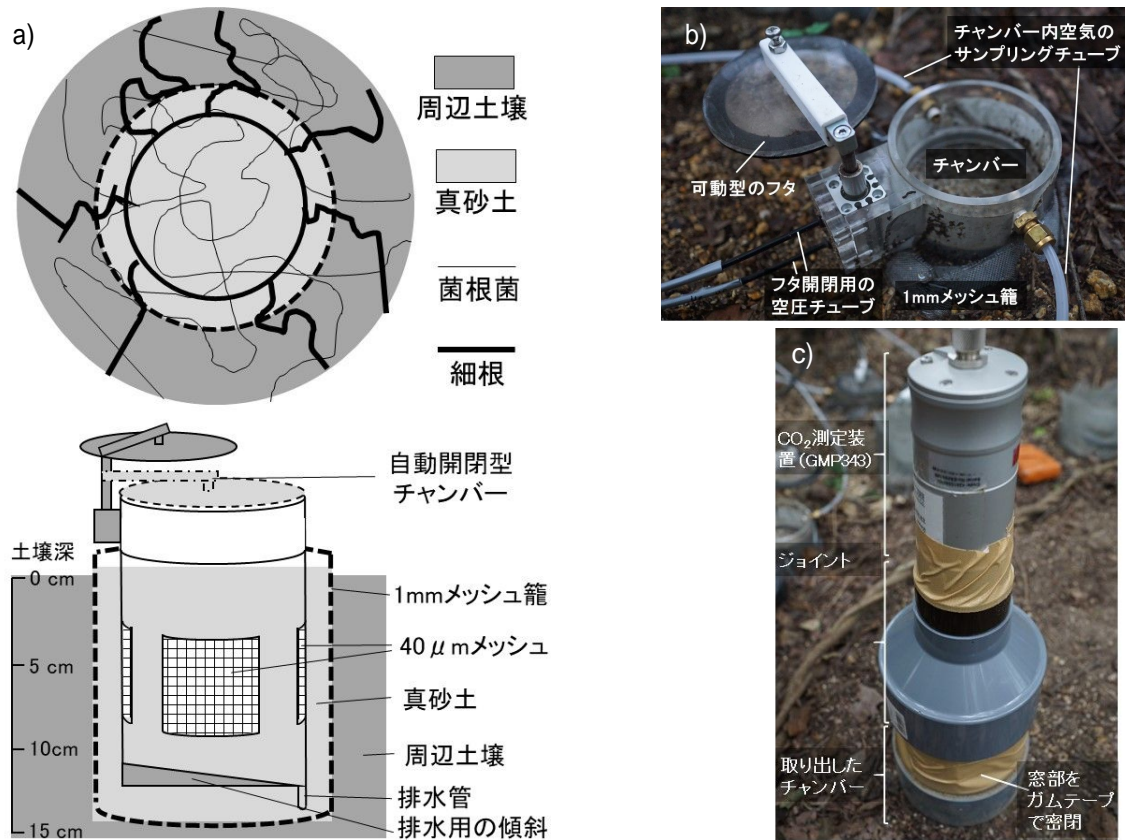 a)
周辺土壌
真砂土
菌根菌
細根
自動開閉型
チャンバー
土壌深
0 cm
5 cm
10cm
15 cm
1mmメッシュ籠
40μmメッシュ
真砂土
周辺土壌
排水管
排水用の傾斜
b)
チャンバー内空気の
サンプリングチューブ
チャンバー
可動型のフタ
フタ開閉用の
空圧チューブ
1mmメッシュ籠
c)
CO₂測定装
置(GMP343)
ジョイント
取り出した
チャンバー
窓部を
ガムテープ
で密閉